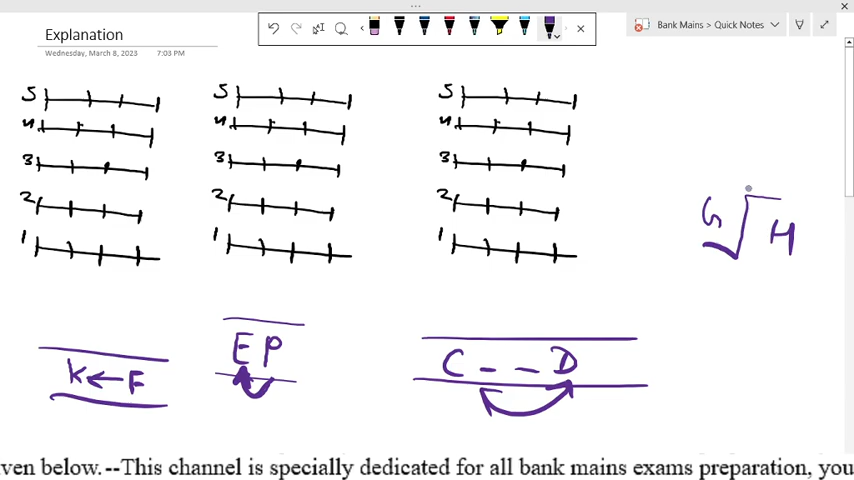 Explanation
Bank Mains > Quick Notes
Wednesday, March 8, 2023 7:03 PM
5 5 5
4 4 4
3 3 3
2 2 2
1 1 1
G H
K ← F
E P
C _ _ D
iven below.--This channel is specially dedicated for all bank mains exams preparation, you